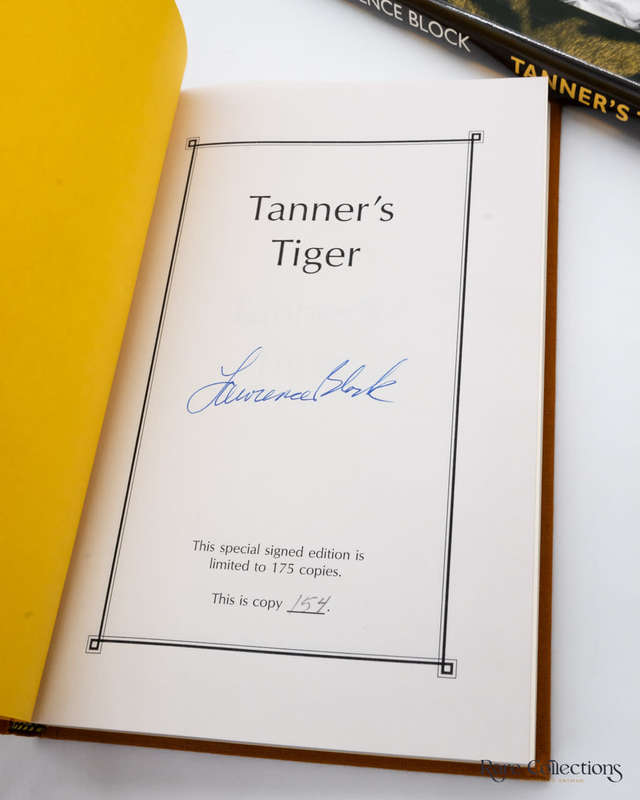 ENCE BLOCK
TANNER'S
Tanner's
Tiger
Lawrence Block
This special signed edition is
limited to 175 copies.
This is copy 154.
Collections